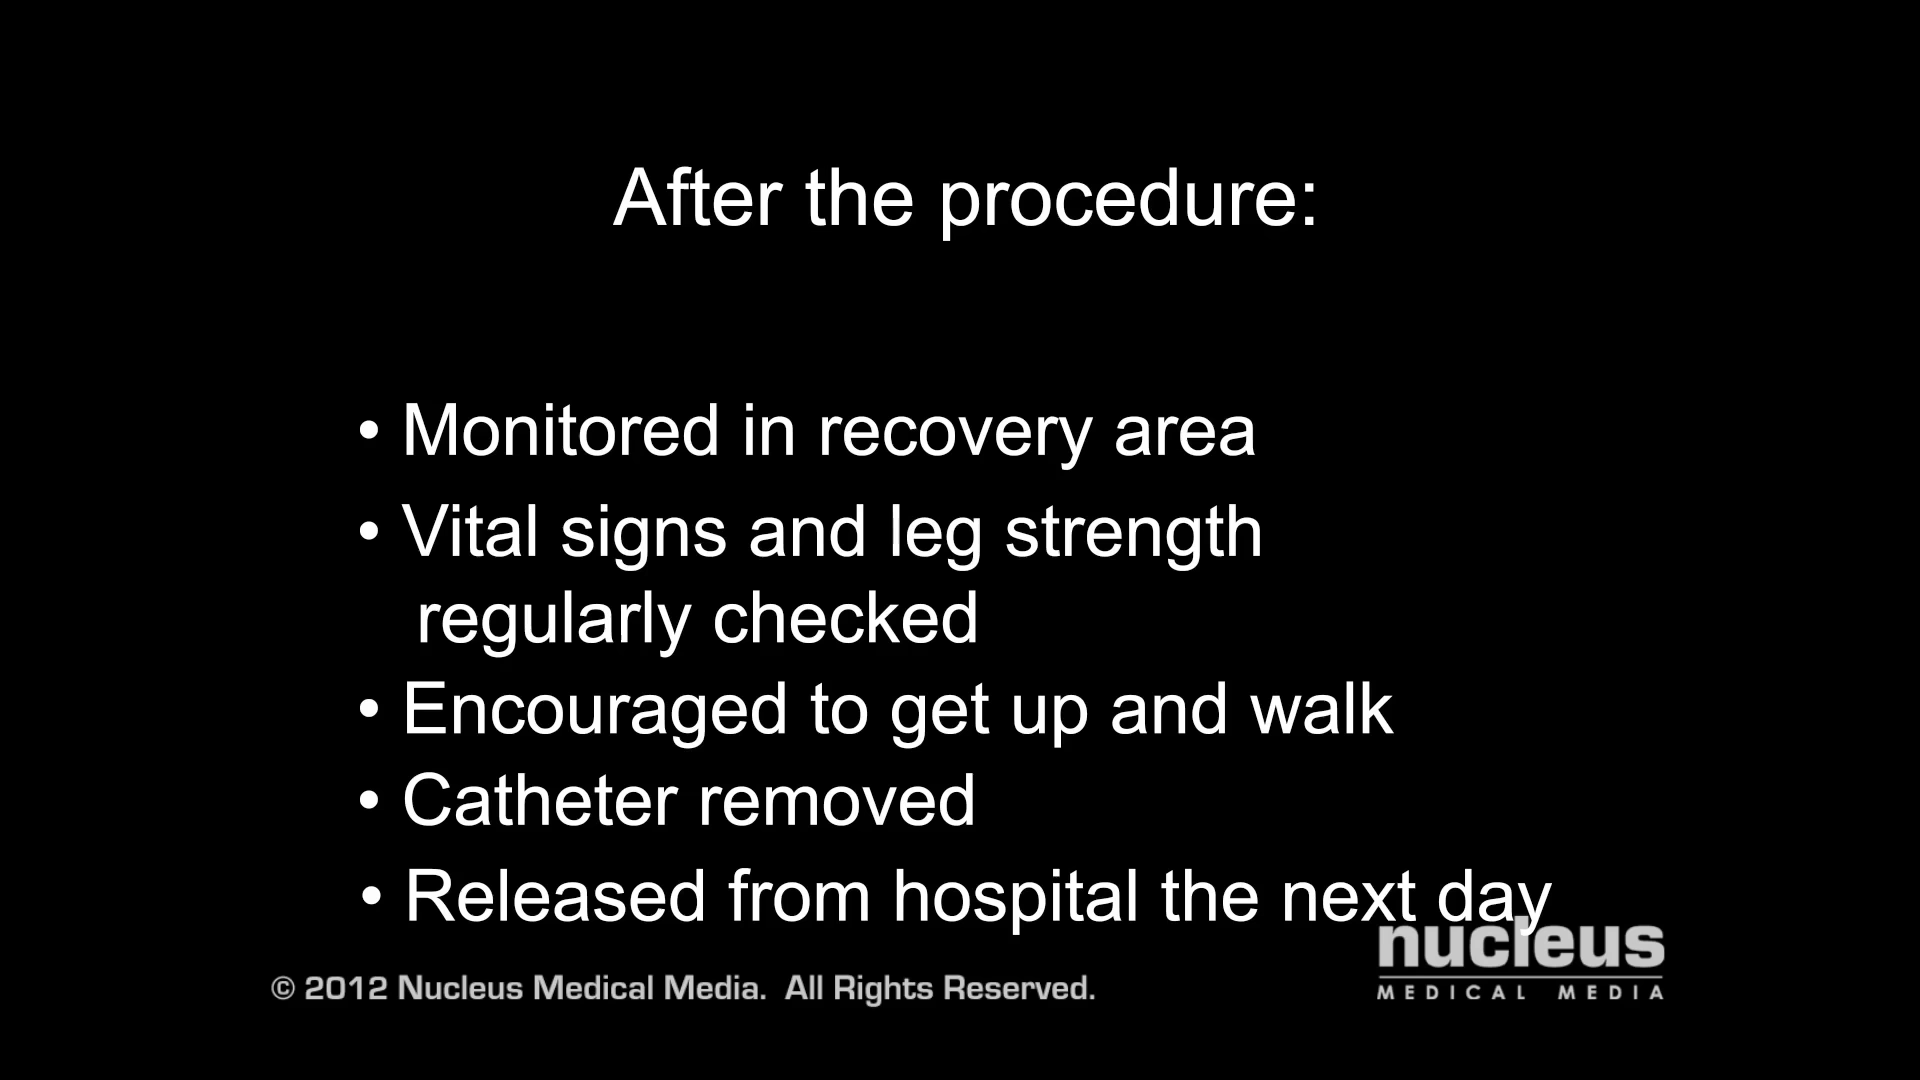 After the procedure:
• Monitored in recovery area
• Vital signs and leg strength
regularly checked
• Encouraged to get up and walk
• Catheter removed
• Released from hospital the next day
nucleus
MEDICAL MEDIA
© 2012 Nucleus Medical Media. All Rights Reserved.